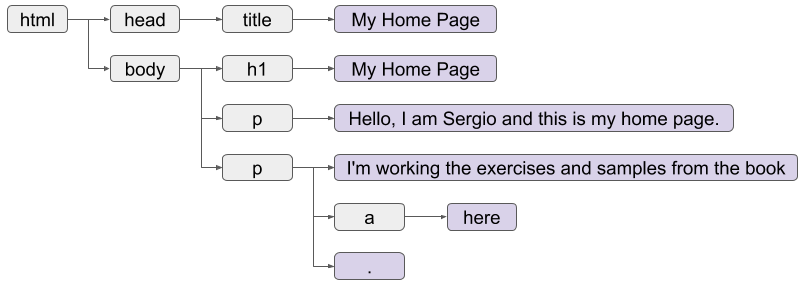 html head title My Home Page
body h1 My Home Page
p Hello, I am Sergio and this is my home page.
p I'm working the exercises and samples from the book
a here
.